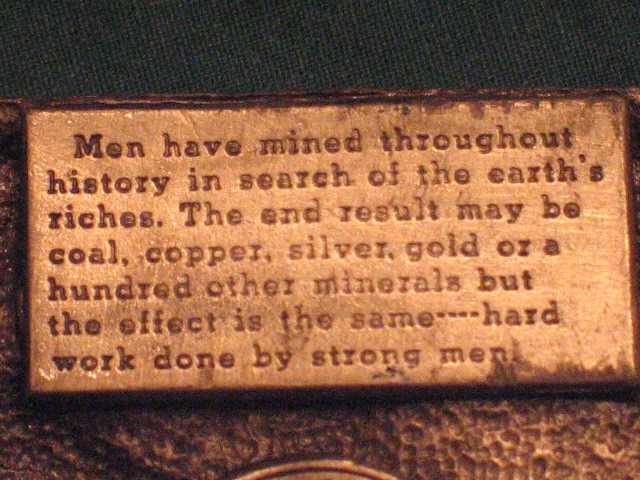 Men have mined throughout
history in search of the earth's
riches. The end result may be
coal, copper, silver, gold or a
hundred other minerals but
the effect is the same----hard
work done by strong men.